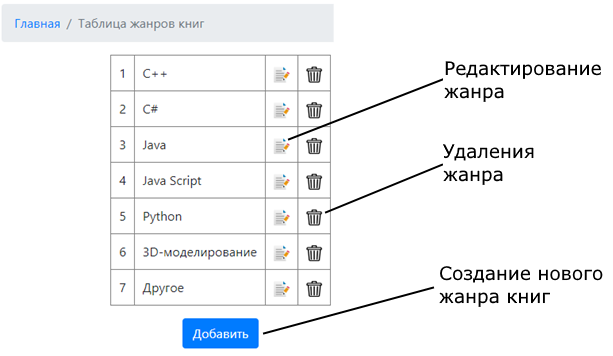 Главная / Таблица жанров книг
1 C++
2 C#
3 Java
4 Java Script
5 Python
6 3D-моделирование
7 Другое
Добавить
Редактирование
жанра
Удаления
жанра
Создание нового
жанра книг